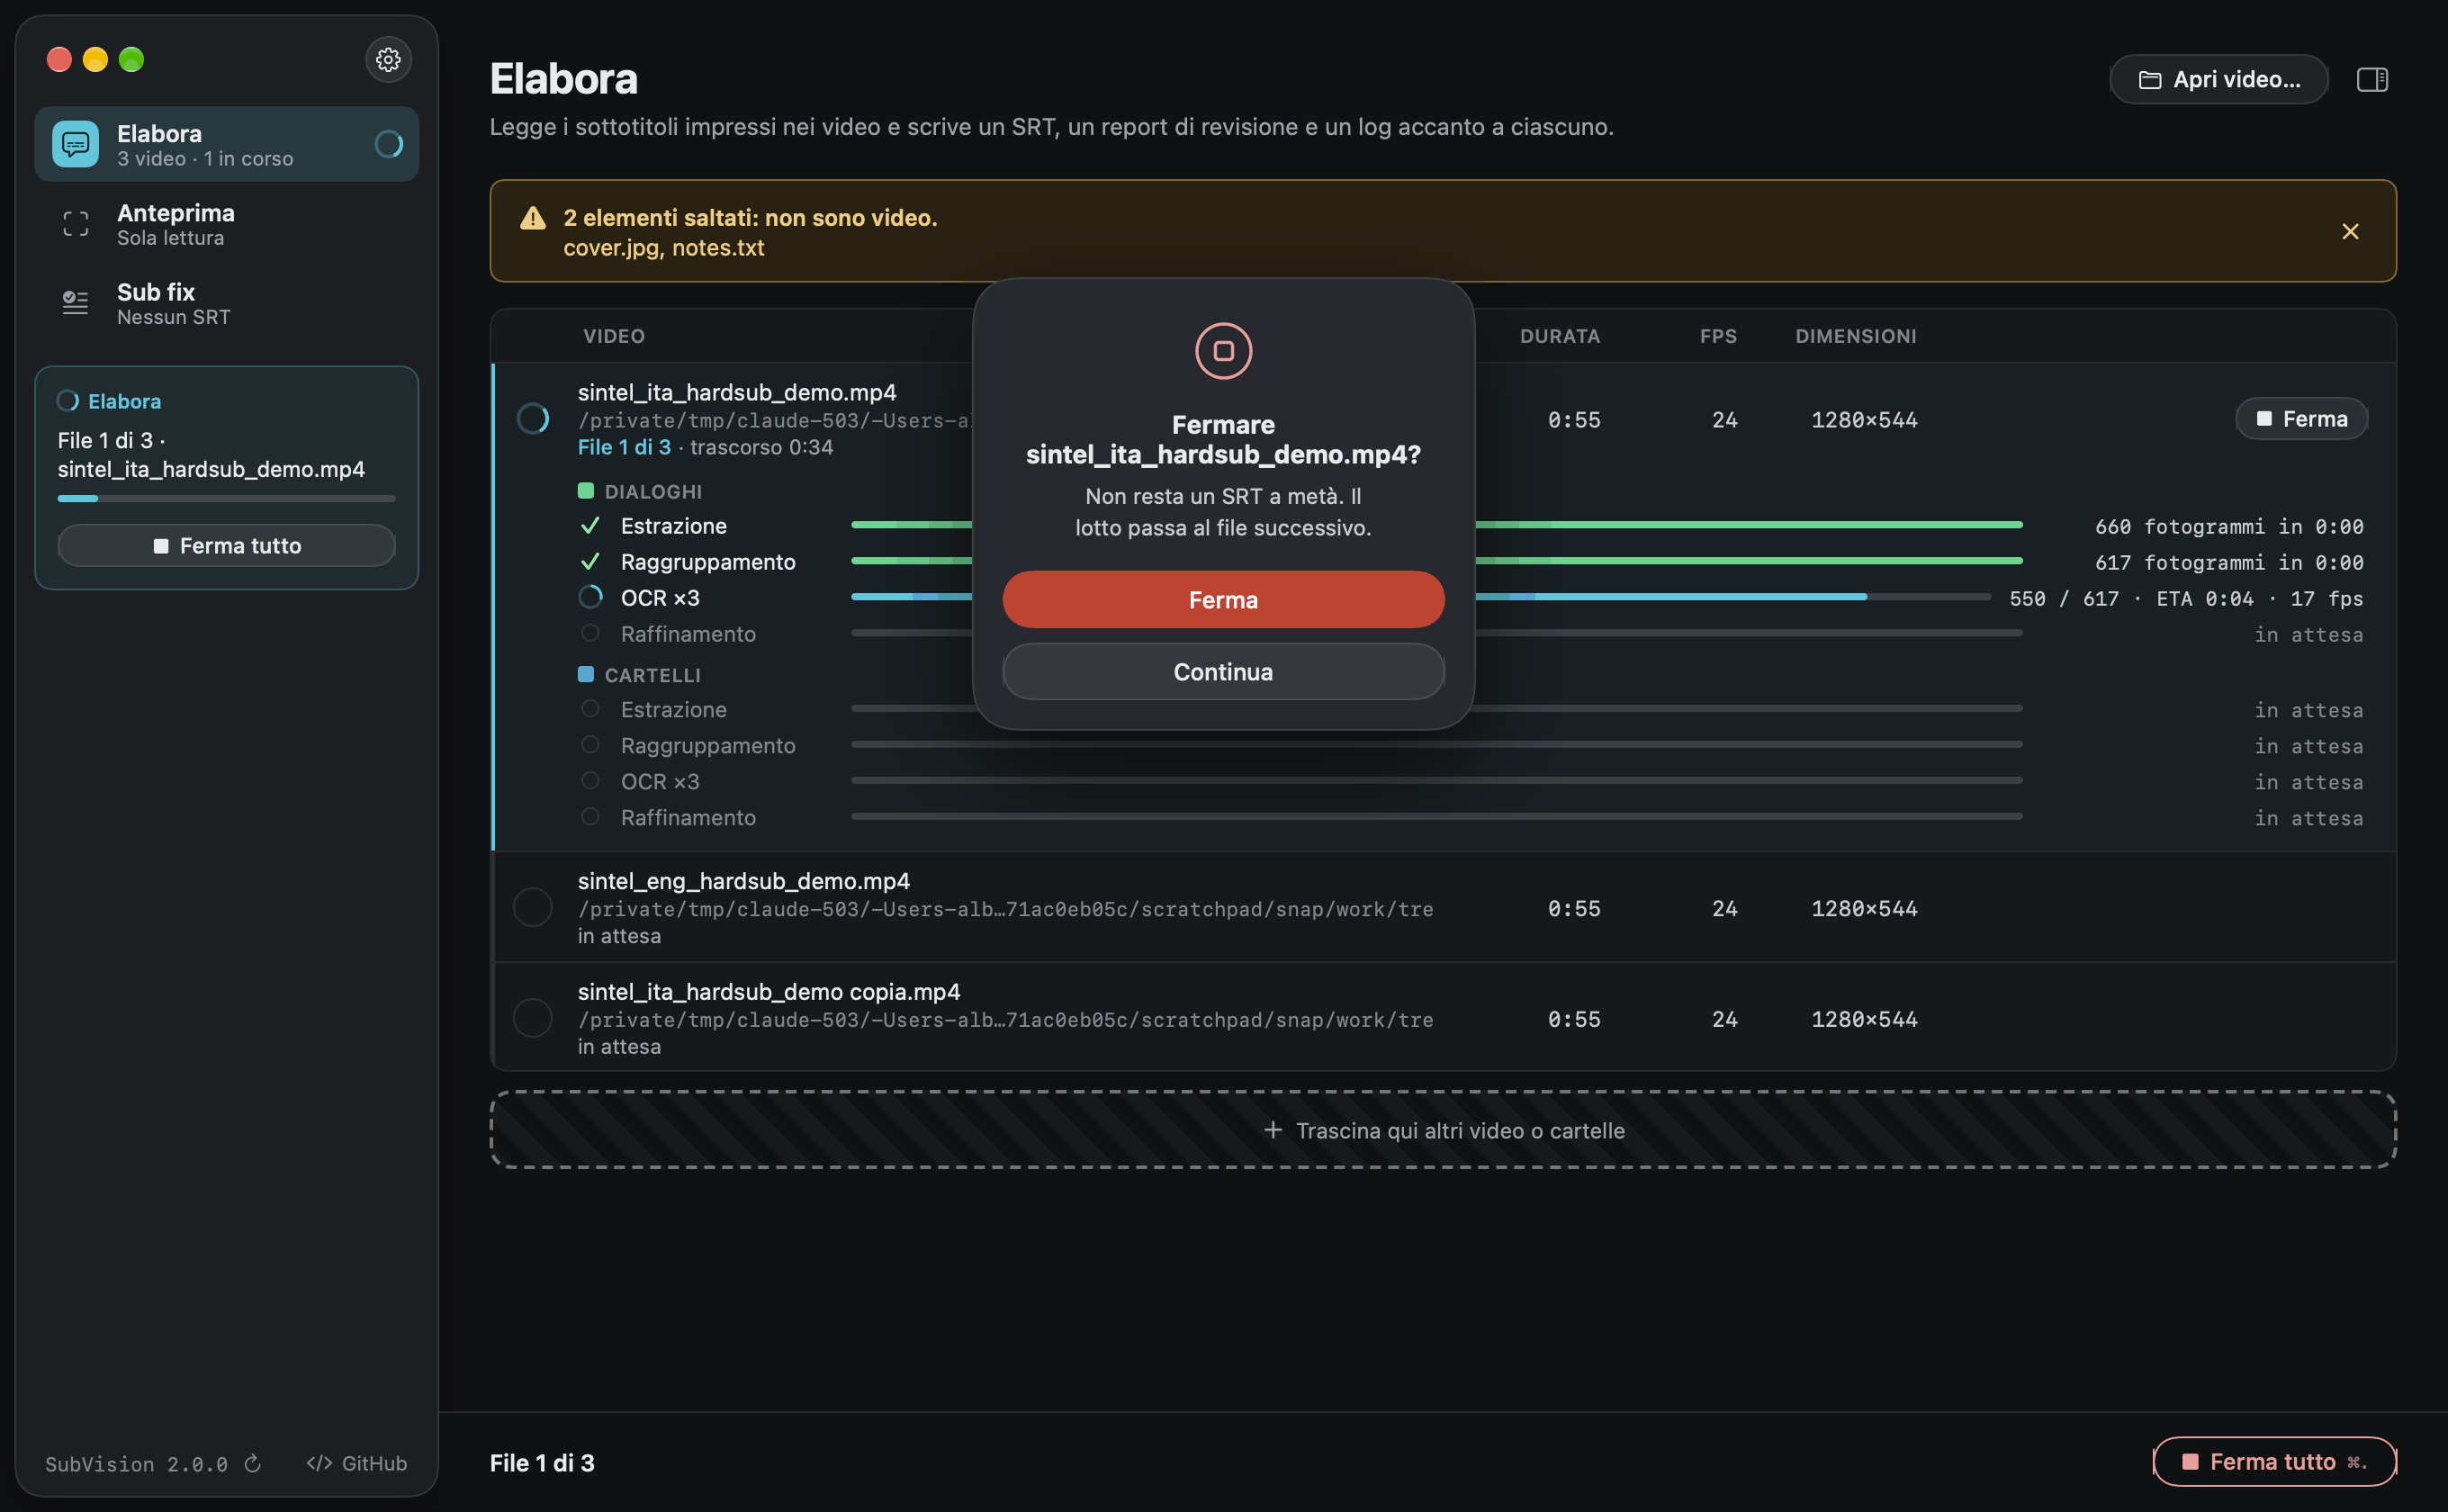 Elabora
3 video · 1 in corso
Anteprima
Sola lettura
Sub fix
Nessun SRT
Elabora
File 1 di 3 ·
sintel_ita_hardsub_demo.mp4
Ferma tutto
SubVision 2.0.0
</> GitHub
Elabora
Legge i sottotitoli impressi nei video e scrive un SRT, un report di revisione e un log accanto a ciascuno.
Apri video...
2 elementi saltati: non sono video.
cover.jpg, notes.txt
VIDEO DURATA FPS DIMENSIONI
sintel_ita_hardsub_demo.mp4
/private/tmp/claude-503/-Users-a
File 1 di 3 · trascorso 0:34
0:55 24 1280×544
Ferma
DIALOGHI
Estrazione 660 fotogrammi in 0:00
Raggruppamento 617 fotogrammi in 0:00
OCR ×3 550 / 617 · ETA 0:04 · 17 fps
Raffinamento in attesa
CARTELLI
Estrazione in attesa
Raggruppamento in attesa
OCR ×3 in attesa
Raffinamento in attesa
Fermare
sintel_ita_hardsub_demo.mp4?
Non resta un SRT a metà. Il
lotto passa al file successivo.
Ferma
Continua
sintel_eng_hardsub_demo.mp4
/private/tmp/claude-503/-Users-alb…71ac0eb05c/scratchpad/snap/work/tre
in attesa
0:55 24 1280×544
sintel_ita_hardsub_demo copia.mp4
/private/tmp/claude-503/-Users-alb…71ac0eb05c/scratchpad/snap/work/tre
in attesa
0:55 24 1280×544
+ Trascina qui altri video o cartelle
File 1 di 3
Ferma tutto ⌘.